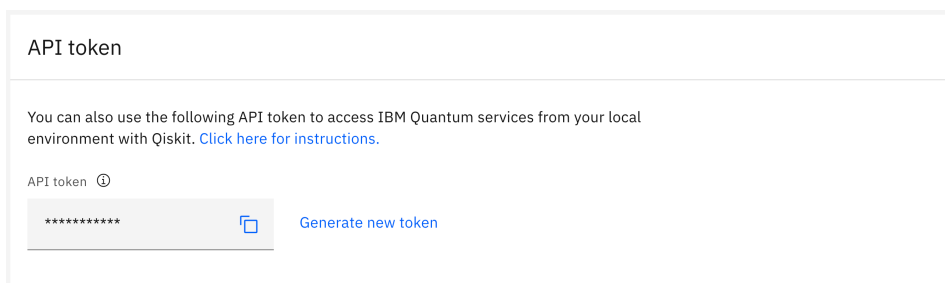 API token
You can also use the following API token to access IBM Quantum services from your local
environment with Qiskit. Click here for instructions.
API token
***********
Generate new token